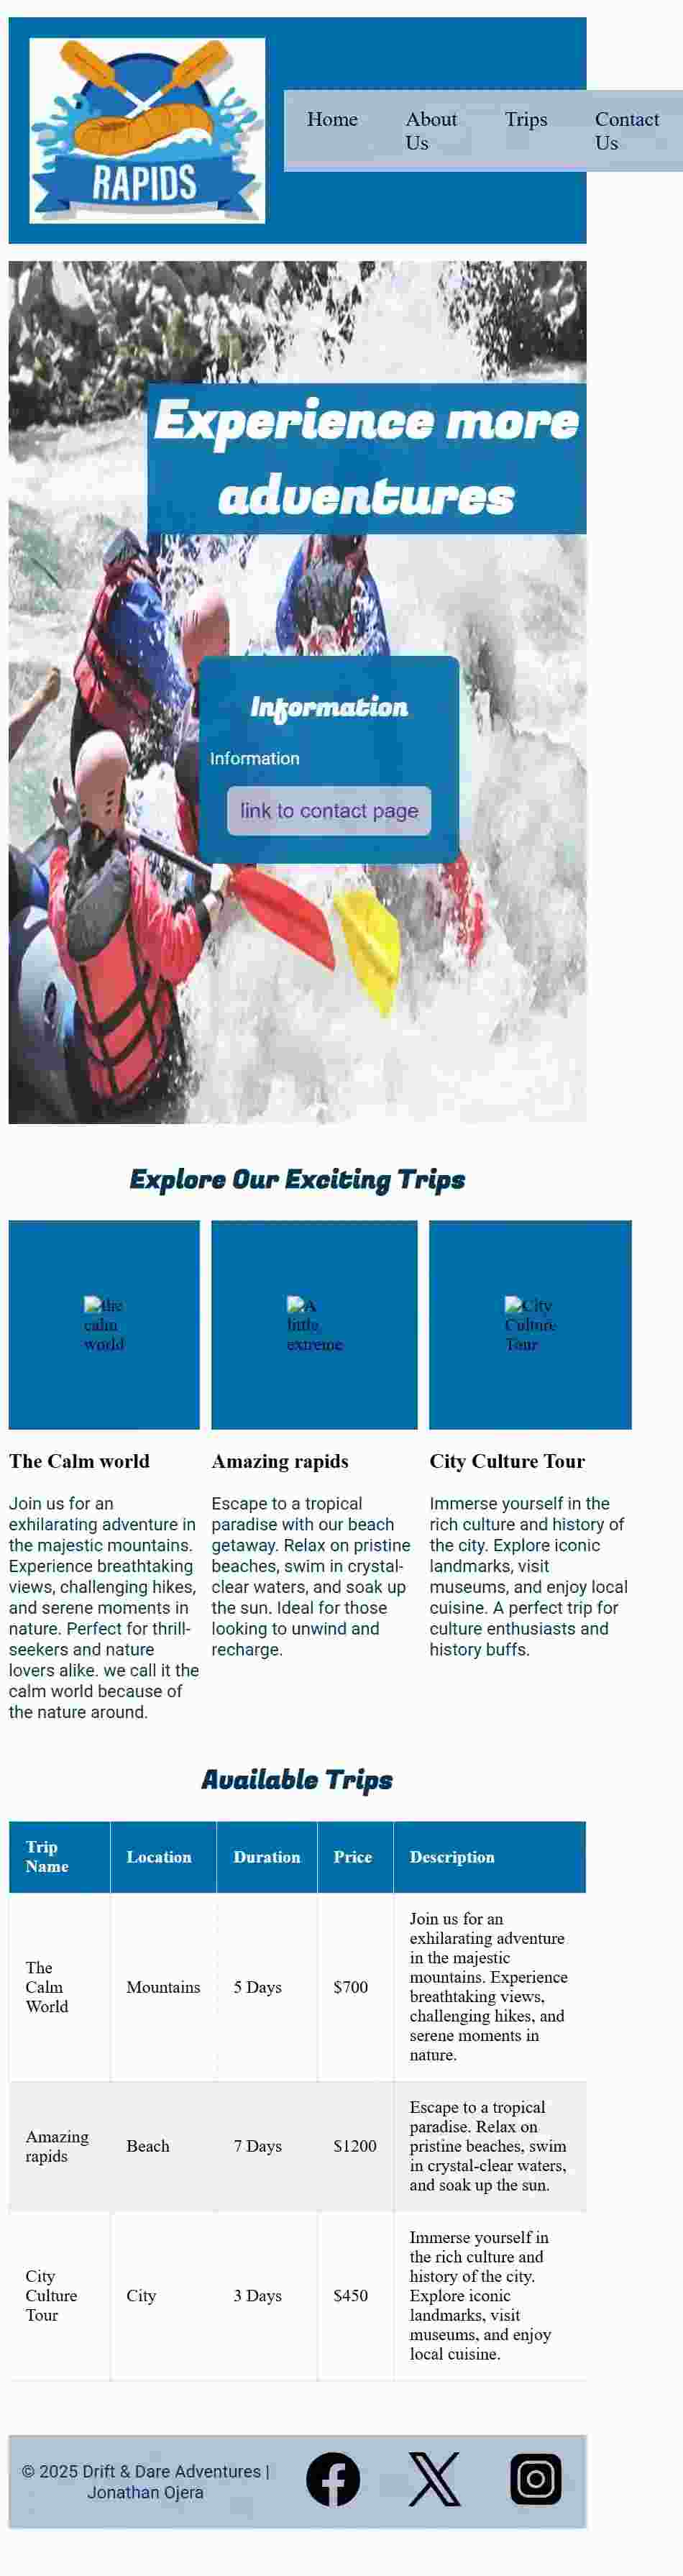 RAPIDS
Home
About
Us
Trips
Contact
Us
Experience more
adventures
Information
Information
link to contact page
Explore Our Exciting Trips
the
calm
world
A
little
extreme
City
Culture
Tour
The Calm world
Join us for an
exhilarating adventure in
the majestic mountains.
Experience breathtaking
views, challenging hikes,
and serene moments in
nature. Perfect for thrill-
seekers and nature
lovers alike. we call it the
calm world because of
the nature around.
Amazing rapids
Escape to a tropical
paradise with our beach
getaway. Relax on pristine
beaches, swim in crystal-
clear waters, and soak up
the sun. Ideal for those
looking to unwind and
recharge.
City Culture Tour
Immerse yourself in the
rich culture and history of
the city. Explore iconic
landmarks, visit
museums, and enjoy local
cuisine. A perfect trip for
culture enthusiasts and
history buffs.
Available Trips
Trip
Name
Location
Duration
Price
Description
The
Calm
World
Mountains
5 Days
$700
Join us for an
exhilarating adventure
in the majestic
mountains. Experience
breathtaking views,
challenging hikes, and
serene moments in
nature.
Amazing
rapids
Beach
7 Days
$1200
Escape to a tropical
paradise. Relax on
pristine beaches, swim
in crystal-clear waters,
and soak up the sun.
City
Culture
Tour
City
3 Days
$450
Immerse yourself in
the rich culture and
history of the city.
Explore iconic
landmarks, visit
museums, and enjoy
local cuisine.
© 2025 Drift & Dare Adventures |
Jonathan Ojera